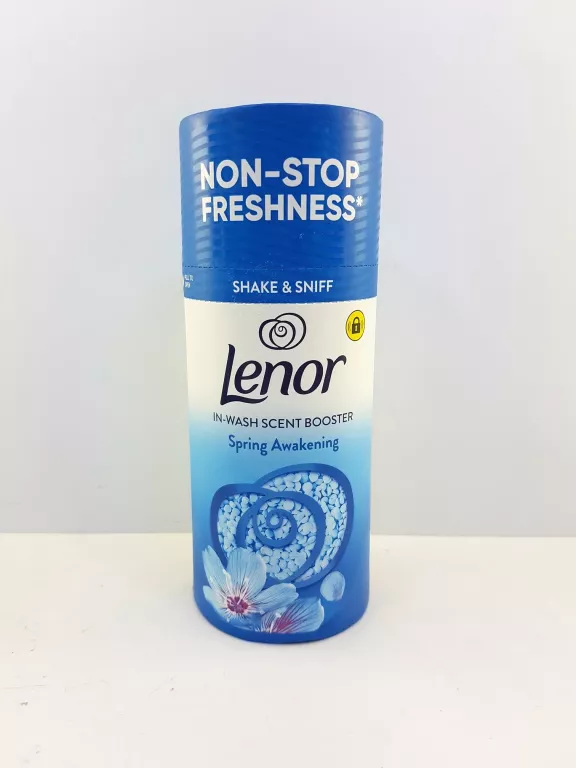 NON-STOP
FRESHNESS*
SHAKE & SNIFF
Lenor
IN-WASH SCENT BOOSTER
Spring Awakening